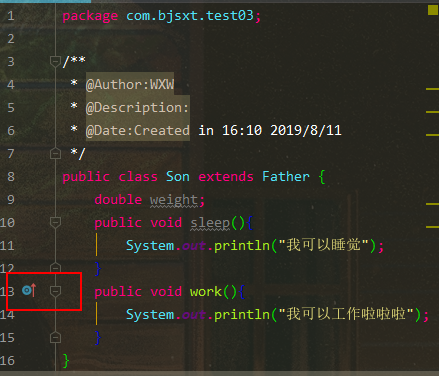 1 package com.bjsxt.test03;
2
3 /**
4 * @Author:WXW
5 * @Description:
6 * @Date:Created in 16:10 2019/8/11
7 */
8 public class Son extends Father {
9 double weight;
10 public void sleep(){
11 System.out.println("我可以睡觉");
12 }
13 public void work(){
14 System.out.println("我可以工作啦啦啦");
15 }
16 }